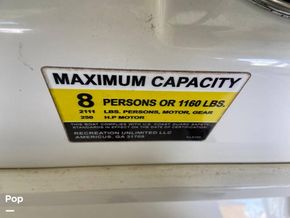 MAXIMUM CAPACITY
8 PERSONS OR 1160 LBS.
2111 LBS. PERSONS, MOTOR, GEAR
250 H.P MOTOR
THIS BOAT COMPLIES WITH U.S. COAST GUARD SAFETY
STANDARDS IN EFFECT ON THE DATE OF CERTIFICATION
RECREATION UNLIMITED LLC
AMERICUS, GA 31709
Pop